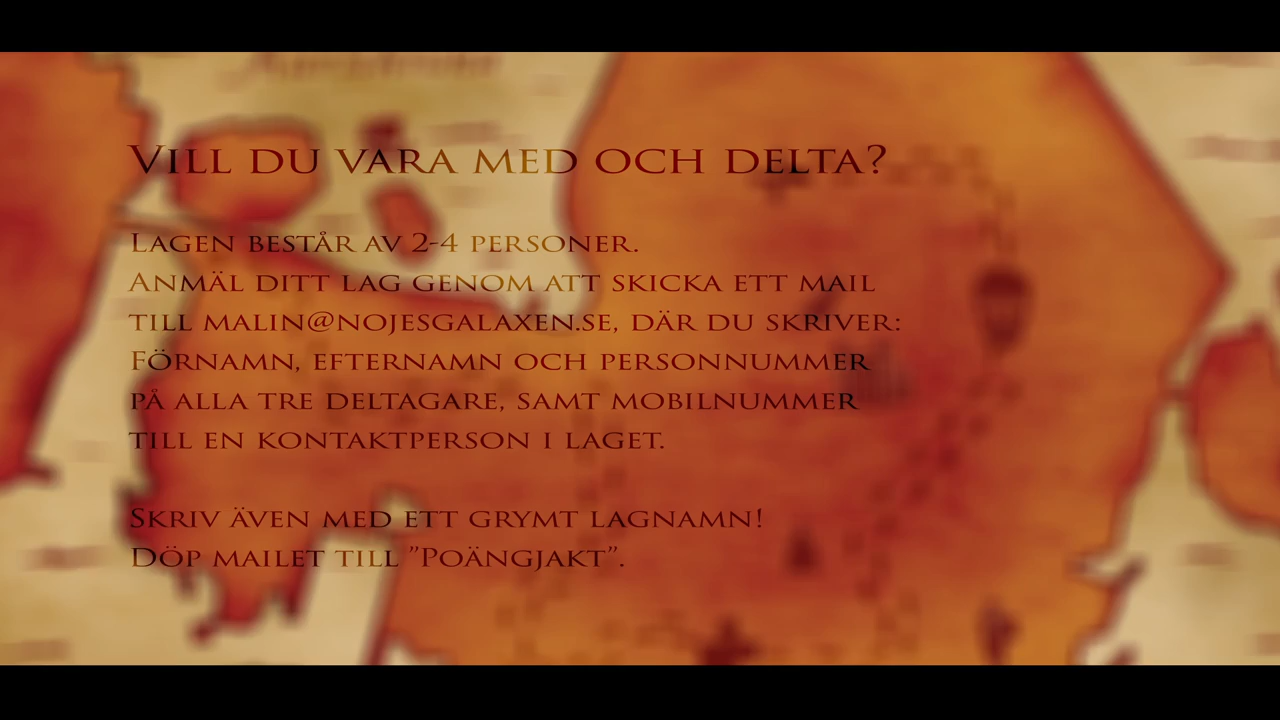 Vill du vara med och delta?
Lagen består av 2-4 personer.
Anmäl ditt lag genom att skicka ett mail
till malin@nojesgalaxen.se, där du skriver:
Förnamn, efternamn och personnummer
på alla tre deltagare, samt mobilnummer
till en kontaktperson i laget.
Skriv även med ett grymt lagnamn!
Döp mailet till ”Poängjakt”.